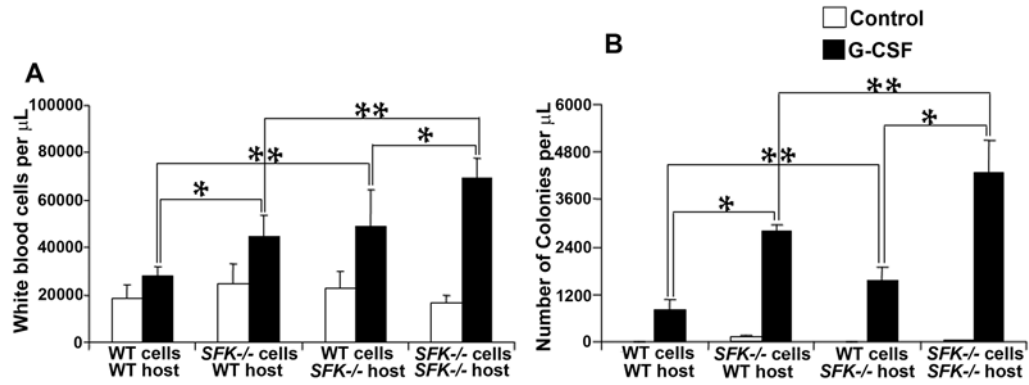 Control
G-CSF
A
White blood cells per μL
100000
80000
60000
40000
20000
0
** 
*
**
*
WT cells
WT host
SFK-/- cells
WT host
WT cells
SFK-/- host
SFK-/- cells
SFK-/- host
B
Number of Colonies per μL
6000
4800
3600
2400
1200
0
**
*
**
*
WT cells
WT host
SFK-/- cells
WT host
WT cells
SFK-/- host
SFK-/- cells
SFK-/- host